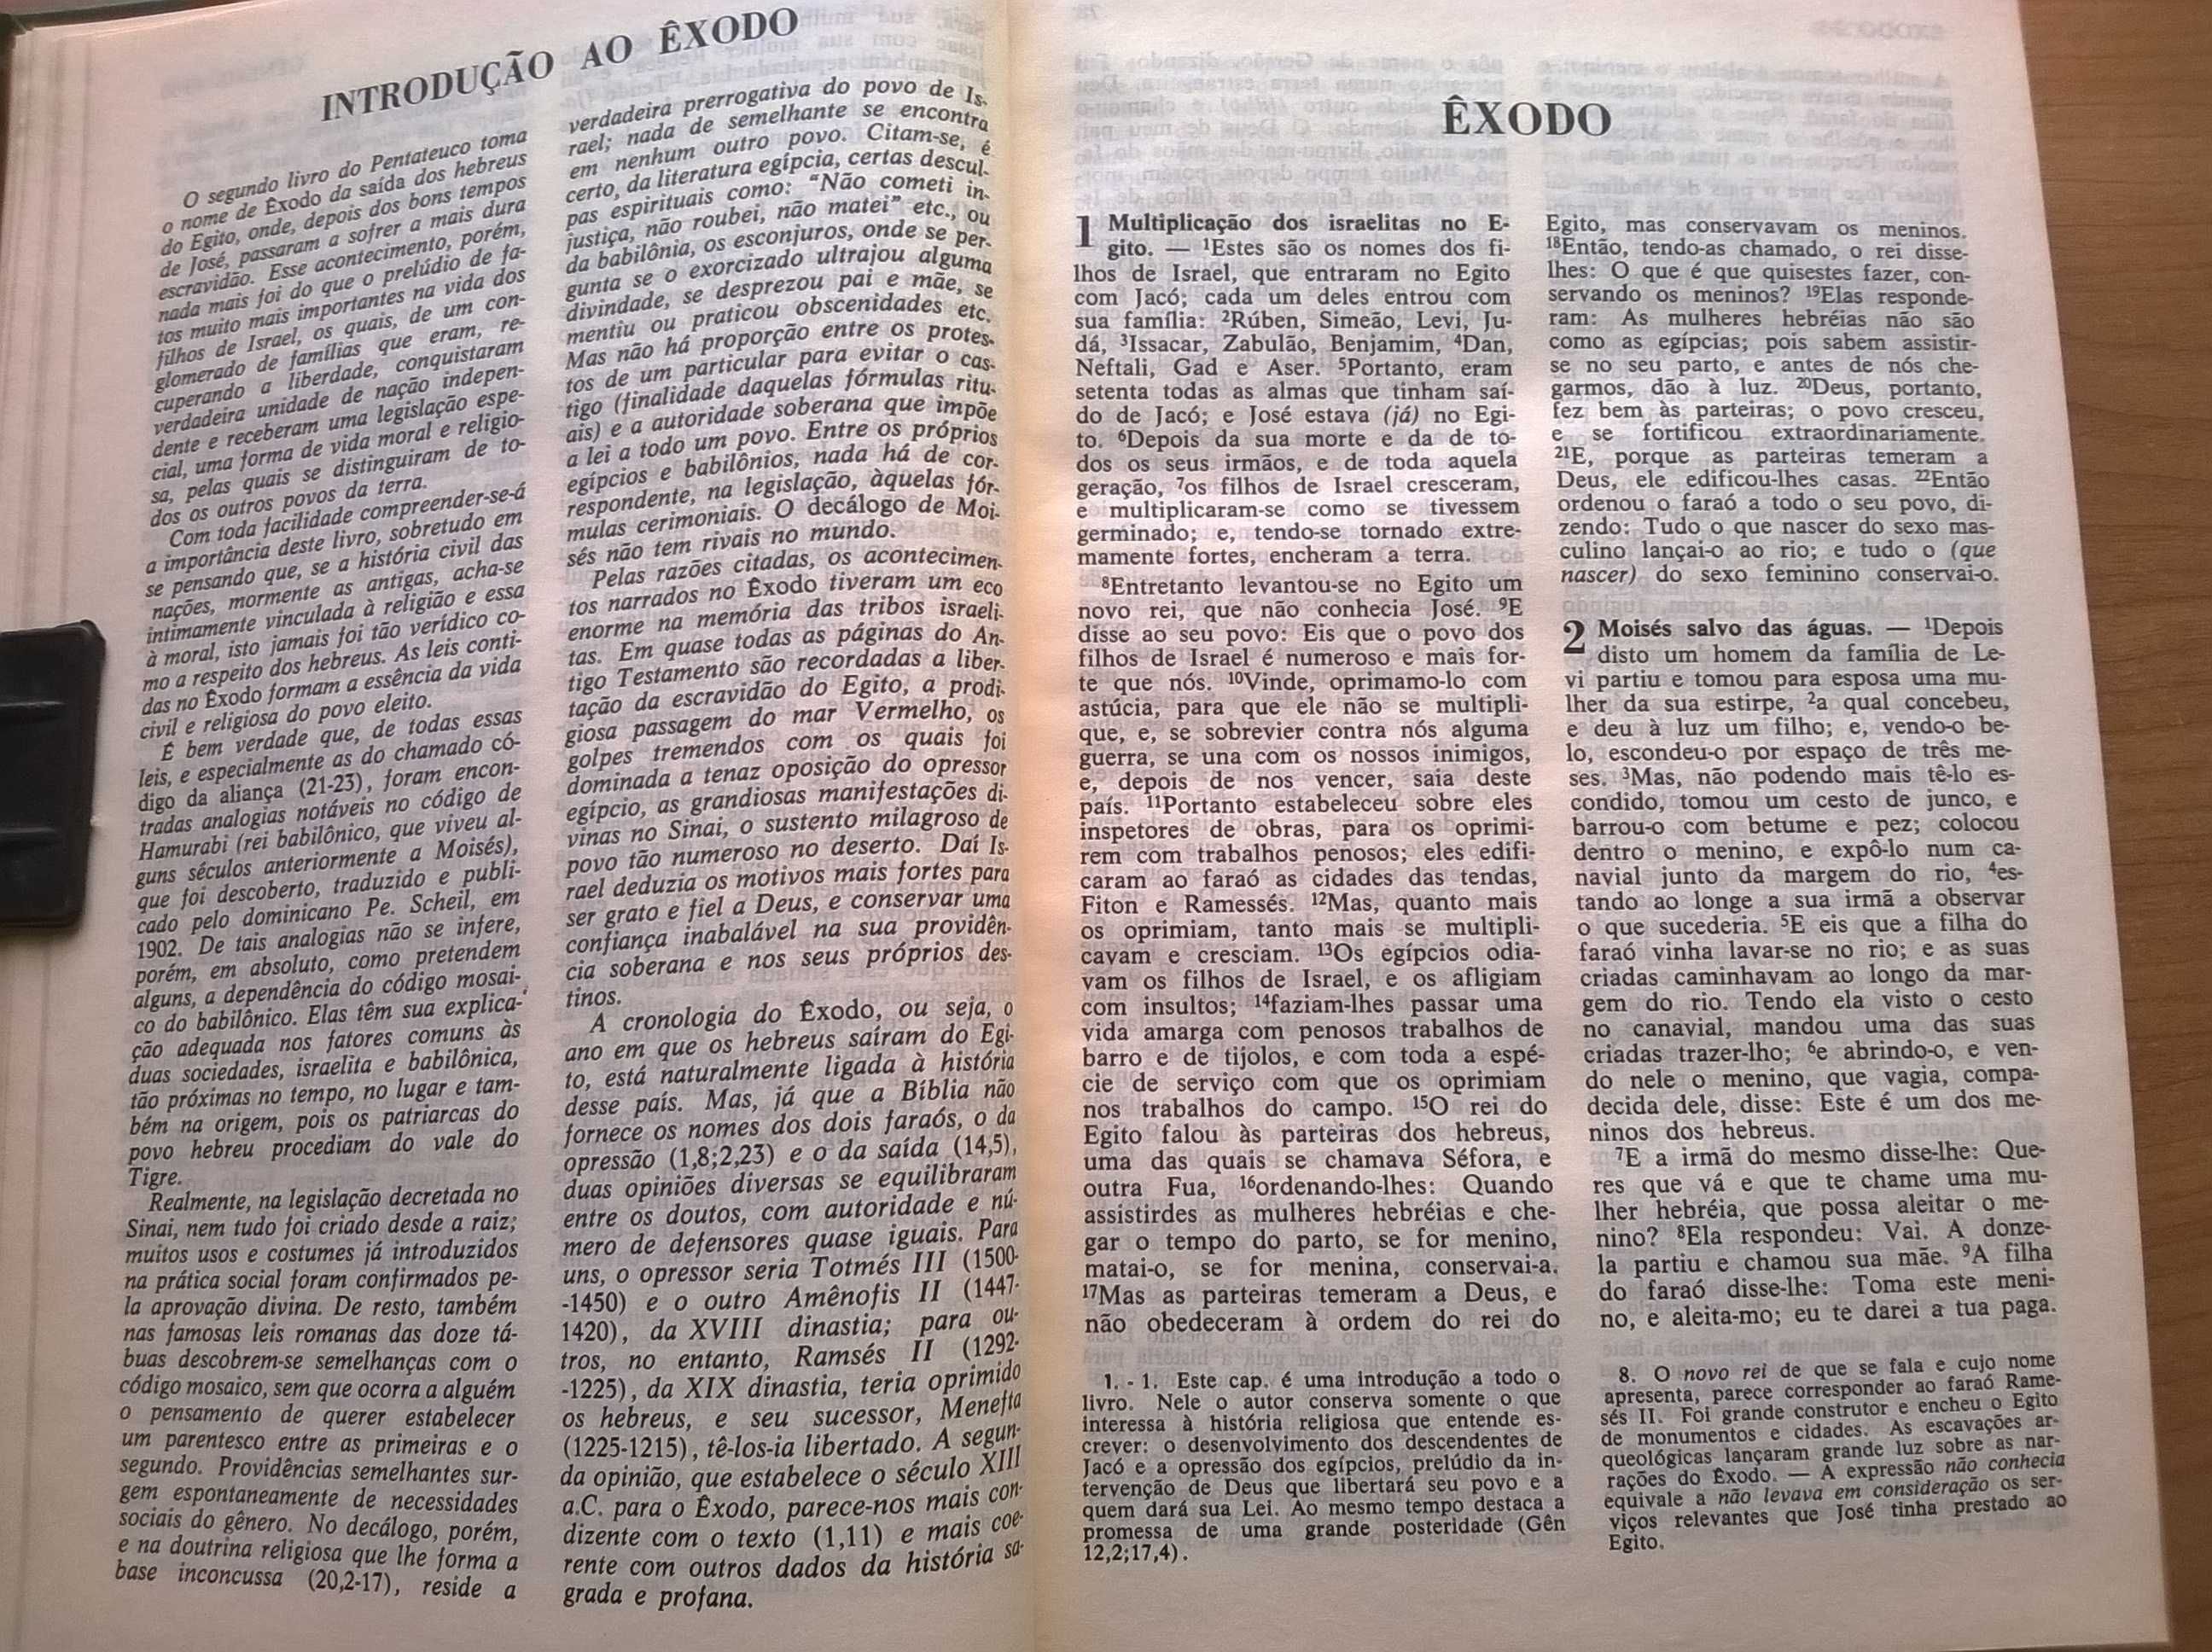 INTRODUÇÃO AO ÊXODO
O segundo livro do Pentateuco toma
o nome de Êxodo da saída dos hebreus
do Egito, onde, depois dos bons tempos
de José, passaram a sofrer a mais dura
escravidão. Esse acontecimento, porém,
nada mais foi do que o prelúdio de fa-
tos muito mais importantes na vida dos
filhos de Israel, os quais, de um con-
glomerado de famílias que eram, re-
cuperando a liberdade, conquistaram
verdadeira unidade de nação indepen-
dente e receberam uma legislação espe-
cial, uma forma de vida moral e religio-
sa, pelas quais se distinguiram de to-
dos os outros povos da terra.
Com toda facilidade compreender-se-á
a importância deste livro, sobretudo em
se pensando que, se a história civil das
nações, mormente as antigas, acha-se
intimamente vinculada à religião e essa
à moral, isto jamais foi tão verídico co-
mo a respeito dos hebreus. As leis conti-
das no Êxodo formam a essência da vida
civil e religiosa do povo eleito.
É bem verdade que, de todas essas
leis, e especialmente as do chamado có-
digo da aliança (21-23), foram encon-
tradas analogias notáveis no código de
Hamurabi (rei babilônico, que viveu al-
guns séculos anteriormente a Moisés),
que foi descoberto, traduzido e publi-
cado pelo dominicano Pe. Scheil, em
1902. De tais analogias não se infere,
porém, em absoluto, como pretendem
alguns, a dependência do código mosai-
co do babilônico. Elas têm sua explica-
ção adequada nos fatores comuns às
duas sociedades, israelita e babilônica,
tão próximas no tempo, no lugar e tam-
bém na origem, pois os patriarcas do
povo hebreu procediam do vale do
Tigre.
Realmente, na legislação decretada no
Sinai, nem tudo foi criado desde a raiz;
muitos usos e costumes já introduzidos
na prática social foram confirmados pe-
la aprovação divina. De resto, também
nas famosas leis romanas das doze tá-
buas descobrem-se semelhanças com o
código mosaico, sem que ocorra a alguém
o pensamento de querer estabelecer
um parentesco entre as primeiras e o
segundo. Providências semelhantes sur-
gem espontaneamente de necessidades
sociais do gênero. No decálogo, porém,
e na doutrina religiosa que lhe forma a
base inconcussa (20,2-17), reside a
verdadeira prerrogativa do povo de Is-
rael; nada de semelhante se encontra
em nenhum outro povo. Citam-se, é
certo, da literatura egípcia, certas descul-
pas espirituais como: "Não cometi in-
justiça, não roubei, não matei" etc., ou
da babilônia, os esconjuros, onde se per-
gunta se o exorcizado ultrajou alguma
divindade, se desprezou pai e mãe, se
mentiu ou praticou obscenidades etc.
Mas não há proporção entre os protes-
tos de um particular para evitar o cas-
tigo (finalidade daquelas fórmulas ritu-
ais) e a autoridade soberana que impõe
a lei a todo um povo. Entre os próprios
egípcios e babilônios, nada há de cor-
respondente, na legislação, àquelas fór-
mulas cerimoniais. O decálogo de Moi-
sés não tem rivais no mundo.
Pelas razões citadas, os acontecimen-
tos narrados no Êxodo tiveram um eco
enorme na memória das tribos israeli-
tas. Em quase todas as páginas do An-
tigo Testamento são recordadas a liber-
tação da escravidão do Egito, a prodi-
giosa passagem do mar Vermelho, os
golpes tremendos com os quais foi
dominada a tenaz oposição do opressor
egípcio, as grandiosas manifestações di-
vinas no Sinai, o sustento milagroso de
povo tão numeroso no deserto. Daí Is-
rael deduzia os motivos mais fortes para
ser grato e fiel a Deus, e conservar uma
confiança inabalável na sua providên-
cia soberana e nos seus próprios des-
tinos.
A cronologia do Êxodo, ou seja, o
ano em que os hebreus saíram do Egi-
to, está naturalmente ligada à história
desse país. Mas, já que a Bíblia não
fornece os nomes dos dois faraós, o da
opressão (1,8;2,23) e o da saída (14,5),
duas opiniões diversas se equilibraram
entre os doutos, com autoridade e nú-
mero de defensores quase iguais. Para
uns, o opressor seria Totmés III (1500-
-1450) e o outro Amênofis II (1447-
1420), da XVIII dinastia; para ou-
tros, no entanto, Ramsés II (1292-
-1225), da XIX dinastia, teria oprimido
os hebreus, e seu sucessor, Menefta
(1225-1215), tê-los-ia libertado. A segun-
da opinião, que estabelece o século XIII
a.C. para o Êxodo, parece-nos mais con-
dizente com o texto (1,11) e mais coe-
rente com outros dados da história sa-
grada e profana.
ÊXODO
1 Multiplicação dos israelitas no E-
gito. — ¹Estes são os nomes dos fi-
lhos de Israel, que entraram no Egito
com Jacó; cada um deles entrou com
sua família: ²Rúben, Simeão, Levi, Ju-
dá, ³Issacar, Zabulão, Benjamim, ⁴Dan,
Neftali, Gad e Aser. ⁵Portanto, eram
setenta todas as almas que tinham saí-
do de Jacó; e José estava (já) no Egi-
to. ⁶Depois da sua morte e da de to-
dos os seus irmãos, e de toda aquela
geração, ⁷os filhos de Israel cresceram,
e multiplicaram-se como se tivessem
germinado; e, tendo-se tornado extre-
mamente fortes, encheram a terra.
⁸Entretanto levantou-se no Egito um
novo rei, que não conhecia José. ⁹E
disse ao seu povo: Eis que o povo dos
filhos de Israel é numeroso e mais for-
te que nós. ¹⁰Vinde, oprimamo-lo com
astúcia, para que ele não se multipli-
que, e, se sobrevier contra nós alguma
guerra, se una com os nossos inimigos,
e, depois de nos vencer, saia deste
país. ¹¹Portanto estabeleceu sobre eles
inspetores de obras, para os oprimi-
rem com trabalhos penosos; eles edifi-
caram ao faraó as cidades das tendas,
Fiton e Ramessés. ¹²Mas, quanto mais
os oprimiam, tanto mais se multipli-
cavam e cresciam. ¹³Os egípcios odia-
vam os filhos de Israel, e os afligiam
com insultos; ¹⁴faziam-lhes passar uma
vida amarga com penosos trabalhos de
barro e de tijolos, e com toda a espé-
cie de serviço com que os oprimiam
nos trabalhos do campo. ¹⁵O rei do
Egito falou às parteiras dos hebreus,
uma das quais se chamava Séfora, e
outra Fua, ¹⁶ordenando-lhes: Quando
assistirdes as mulheres hebréias e che-
gar o tempo do parto, se for menino,
matai-o, se for menina, conservai-a.
¹⁷Mas as parteiras temeram a Deus, e
não obedeceram à ordem do rei do
Egito, mas conservavam os meninos.
¹⁸Então, tendo-as chamado, o rei disse-
lhes: O que é que quisestes fazer, con-
servando os meninos? ¹⁹Elas responde-
ram: As mulheres hebréias não são
como as egípcias; pois sabem assistir-
se no seu parto, e antes de nós che-
garmos, dão à luz. ²⁰Deus, portanto,
fez bem às parteiras; o povo cresceu,
e se fortificou extraordinariamente.
²¹E, porque as parteiras temeram a
Deus, ele edificou-lhes casas. ²²Então
ordenou o faraó a todo o seu povo, di-
zendo: Tudo o que nascer do sexo mas-
culino lançai-o ao rio; e tudo o (que
nascer) do sexo feminino conservai-o.
2 Moisés salvo das águas. — ¹Depois
disto um homem da família de Le-
vi partiu e tomou para esposa uma mu-
lher da sua estirpe, ²a qual concebeu,
e deu à luz um filho; e, vendo-o be-
lo, escondeu-o por espaço de três me-
ses. ³Mas, não podendo mais tê-lo es-
condido, tomou um cesto de junco, e
barrou-o com betume e pez; colocou
dentro o menino, e expô-lo num ca-
navial junto da margem do rio, ⁴es-
tando ao longe a sua irmã a observar
o que sucederia. ⁵E eis que a filha do
faraó vinha lavar-se no rio; e as suas
criadas caminhavam ao longo da mar-
gem do rio. Tendo ela visto o cesto
no canavial, mandou uma das suas
criadas trazer-lho; ⁶e abrindo-o, e ven-
do nele o menino, que vagia, compa-
decida dele, disse: Este é um dos me-
ninos dos hebreus.
⁷E a irmã do mesmo disse-lhe: Que-
res que vá e que te chame uma mu-
lher hebréia, que possa aleitar o me-
nino? ⁸Ela respondeu: Vai. A donze-
la partiu e chamou sua mãe. ⁹A filha
do faraó disse-lhe: Toma este meni-
no, e aleita-mo; eu te darei a tua paga.
1. - 1. Este cap. é uma introdução a todo o
livro. Nele o autor conserva somente o que
interessa à história religiosa que entende es-
crever: o desenvolvimento dos descendentes de
Jacó e a opressão dos egípcios, prelúdio da in-
tervenção de Deus que libertará seu povo e a
quem dará sua Lei. Ao mesmo tempo destaca a
promessa de uma grande posteridade (Gên
12,2;17,4).
8. O novo rei de que se fala e cujo nome
apresenta, parece corresponder ao faraó Rame-
sés II. Foi grande construtor e encheu o Egito
de monumentos e cidades. As escavações ar-
queológicas lançaram grande luz sobre as nar-
rações do Êxodo. — A expressão não conhecia
equivale a não levava em consideração os ser-
viços relevantes que José tinha prestado ao
Egito.